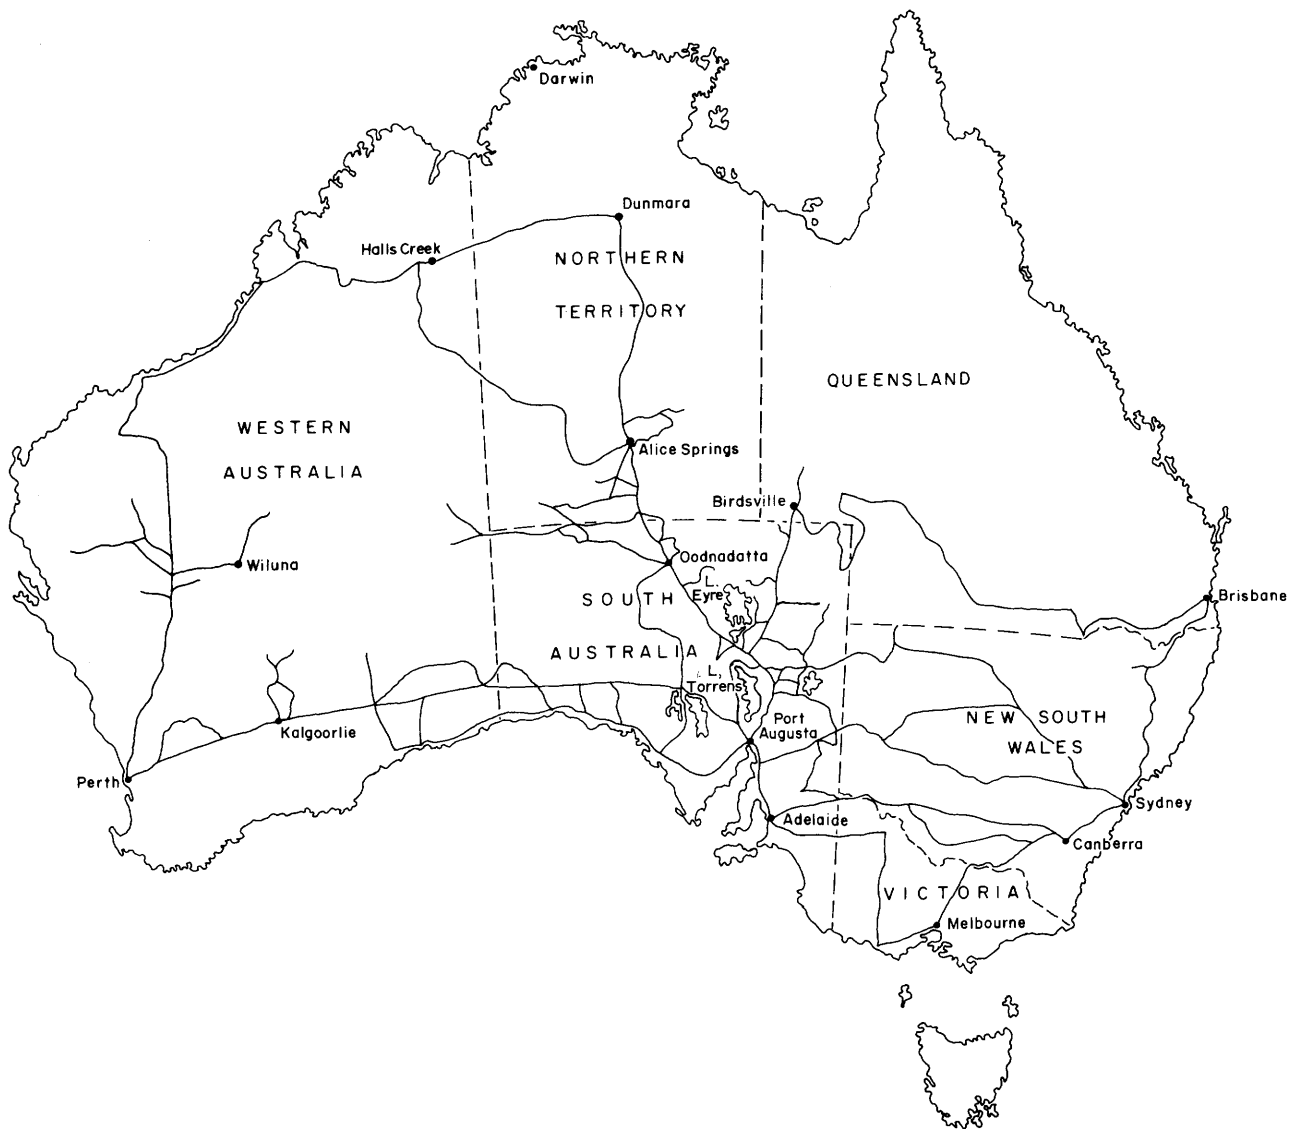 Darwin
Dunmara
Halls Creek
NORTHERN
TERRITORY
QUEENSLAND
WESTERN
AUSTRALIA
Alice Springs
Birdsville
Oodnadatta
Wiluna
L.
Eyre
SOUTH
Brisbane
AUSTRALIA
L.
Torrens
Port
Augusta
NEW SOUTH
WALES
Kalgoorlie
Perth
Sydney
Adelaide
Canberra
VICTORIA
Melbourne